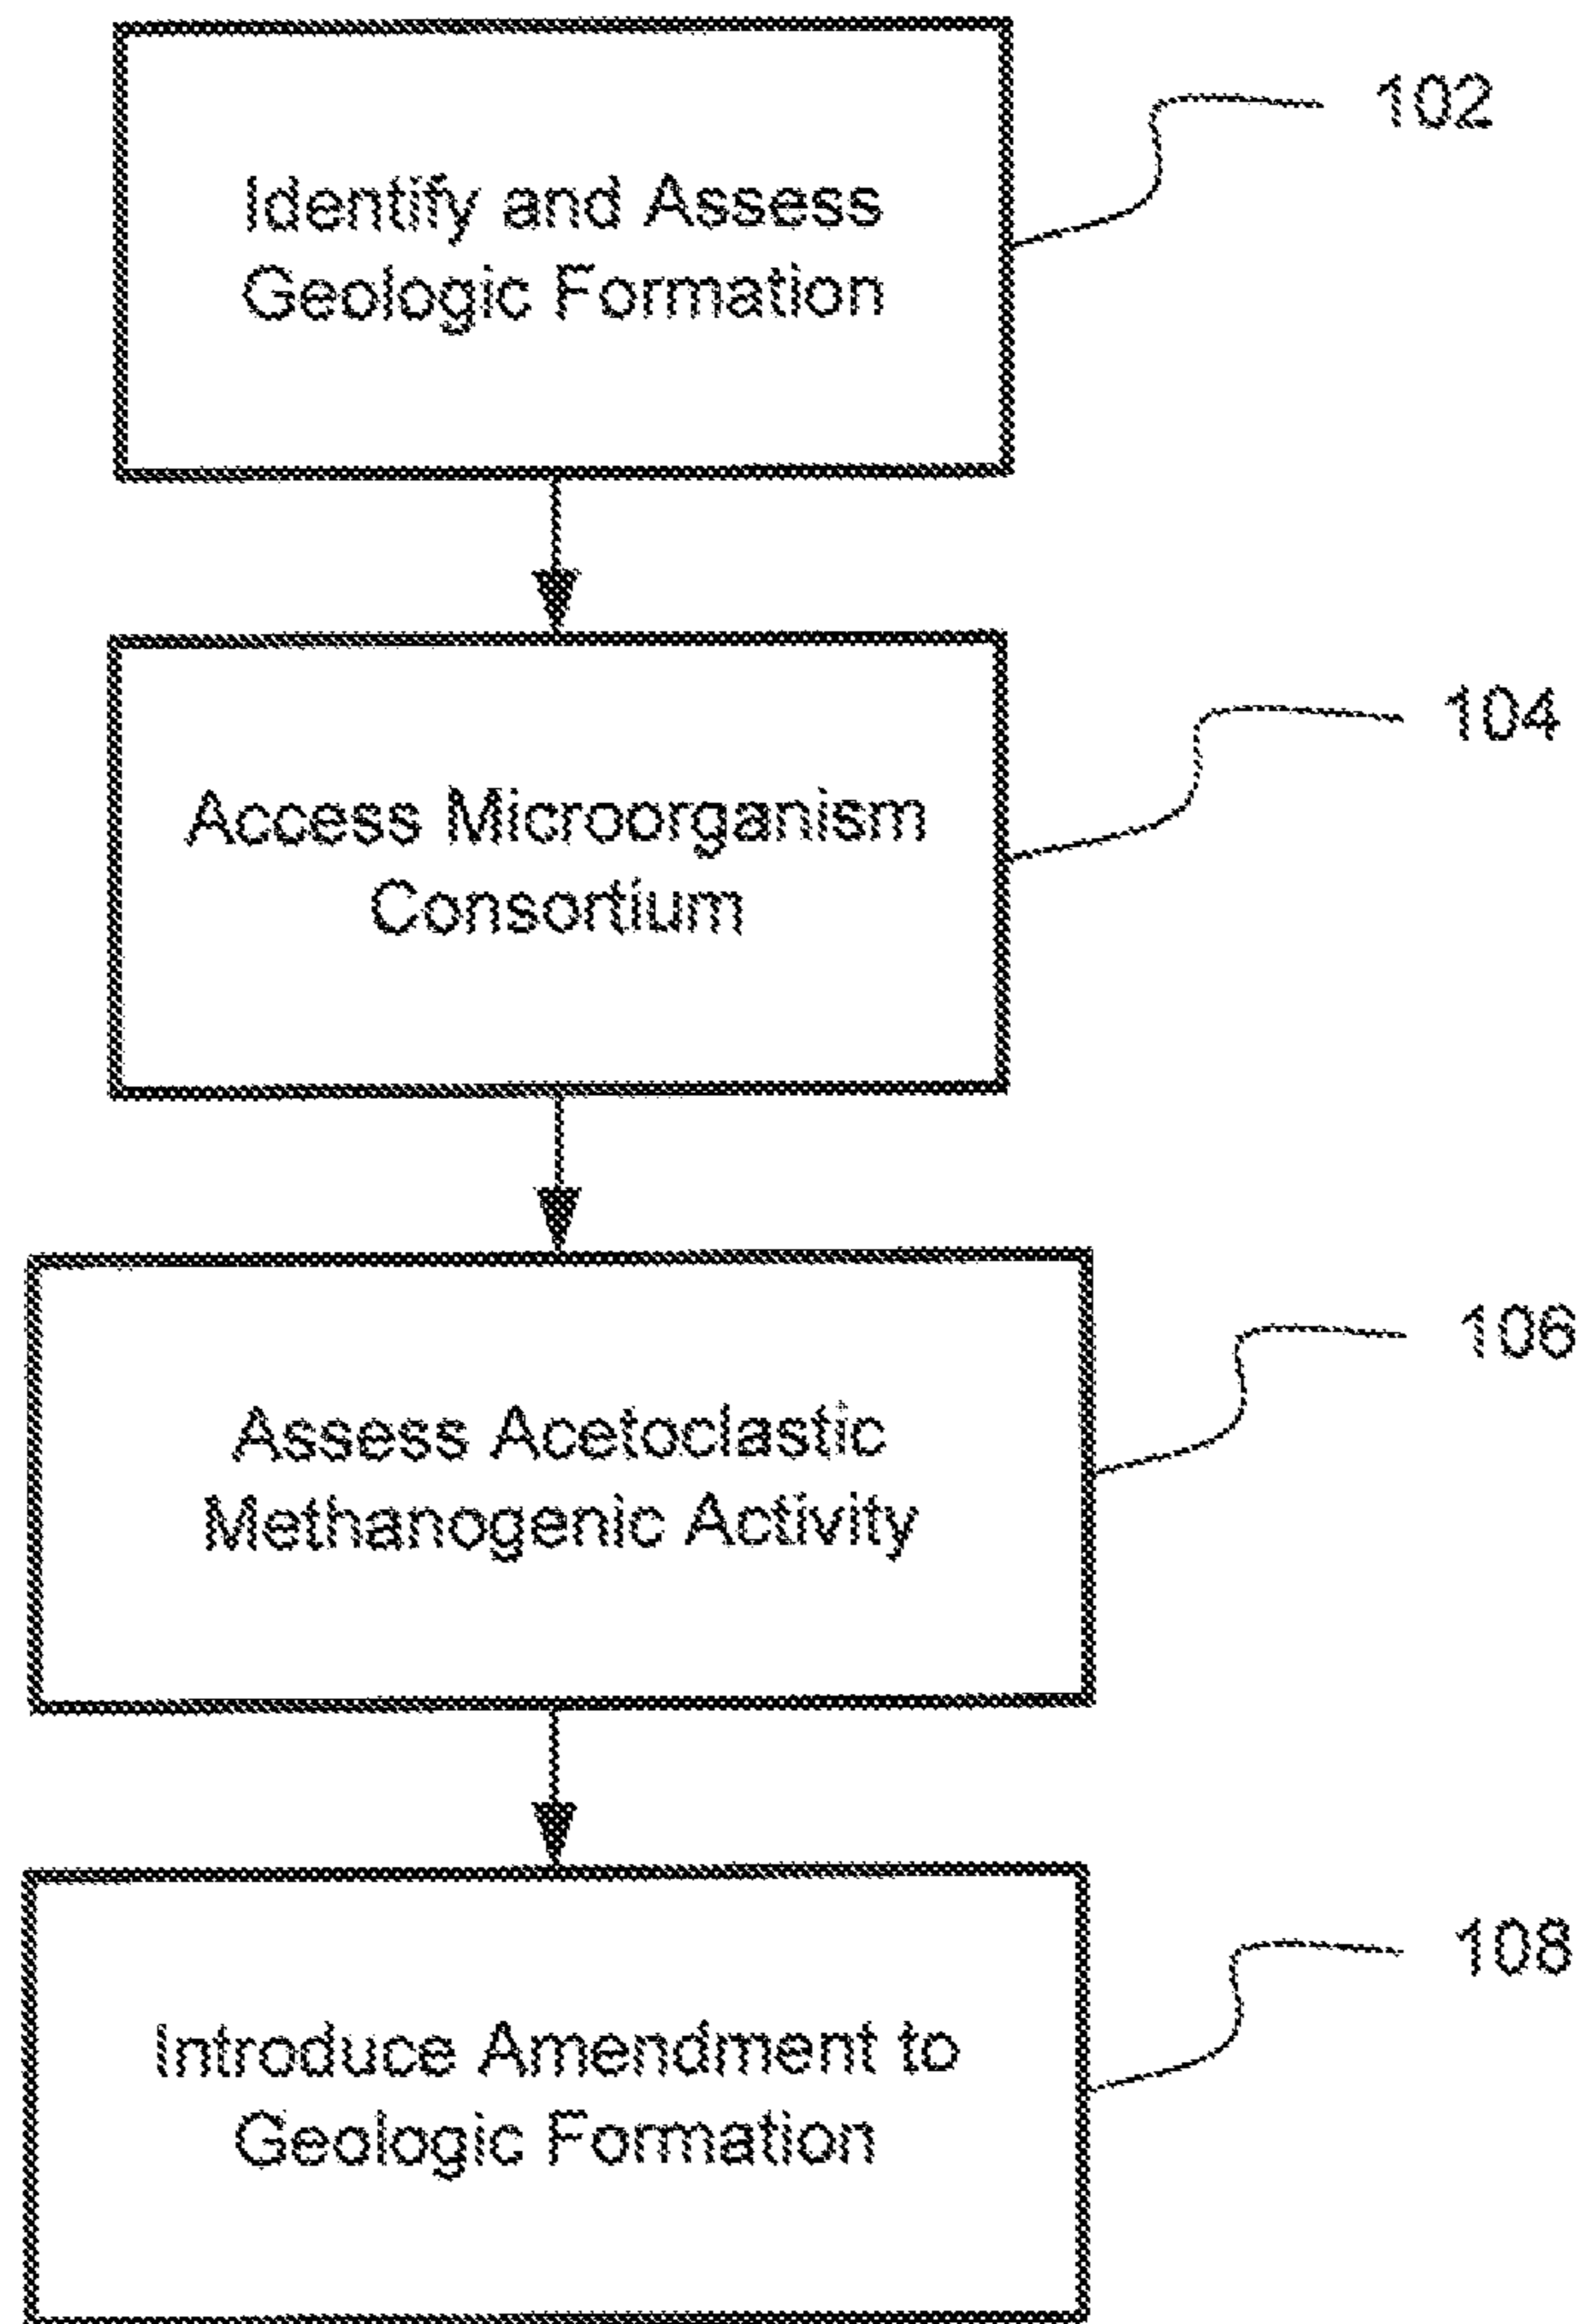 Identify and Assess
Geologic Formation
102
Access Microorganism
Consortium
104
Assess Acetoclastic
Methanogenic Activity
106
Introduce Amendment to
Geologic Formation
108